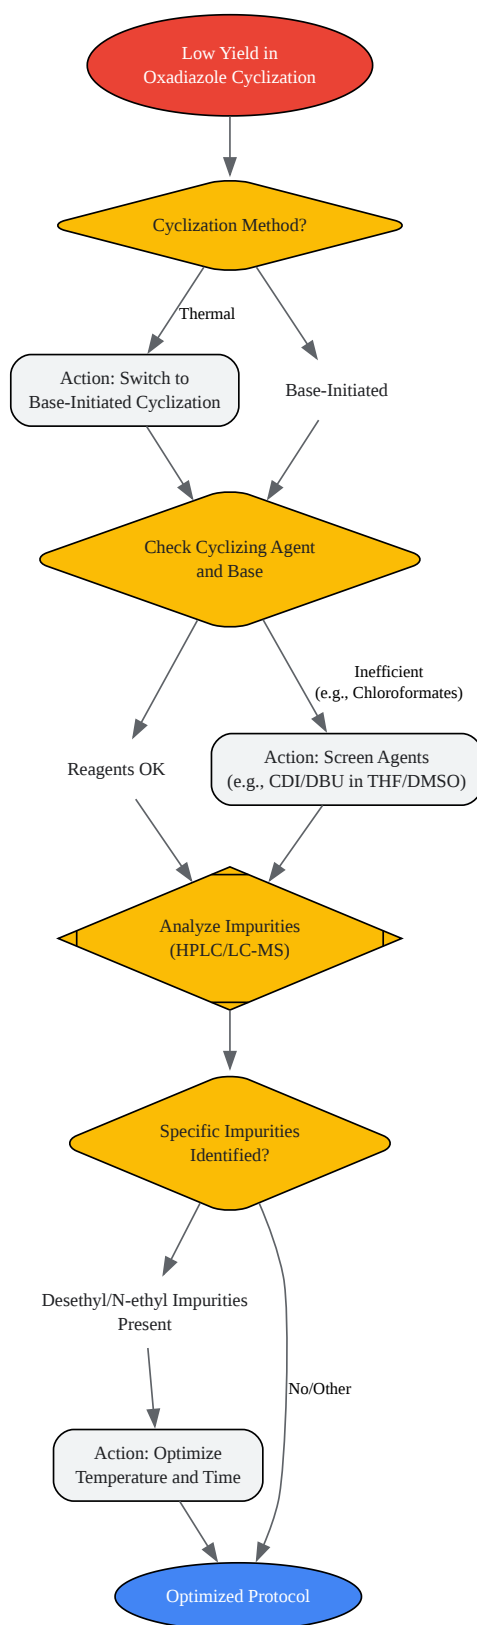 Low Yield in
Oxadiazole Cyclization
Cyclization Method?
Thermal
Action: Switch to
Base-Initiated Cyclization
Base-Initiated
Check Cyclizing Agent
and Base
Inefficient
(e.g., Chloroformates)
Reagents OK
Action: Screen Agents
(e.g., CDI/DBU in THF/DMSO)
Analyze Impurities
(HPLC/LC-MS)
Specific Impurities
Identified?
Desethyl/N-ethyl Impurities
Present
No/Other
Action: Optimize
Temperature and Time
Optimized Protocol